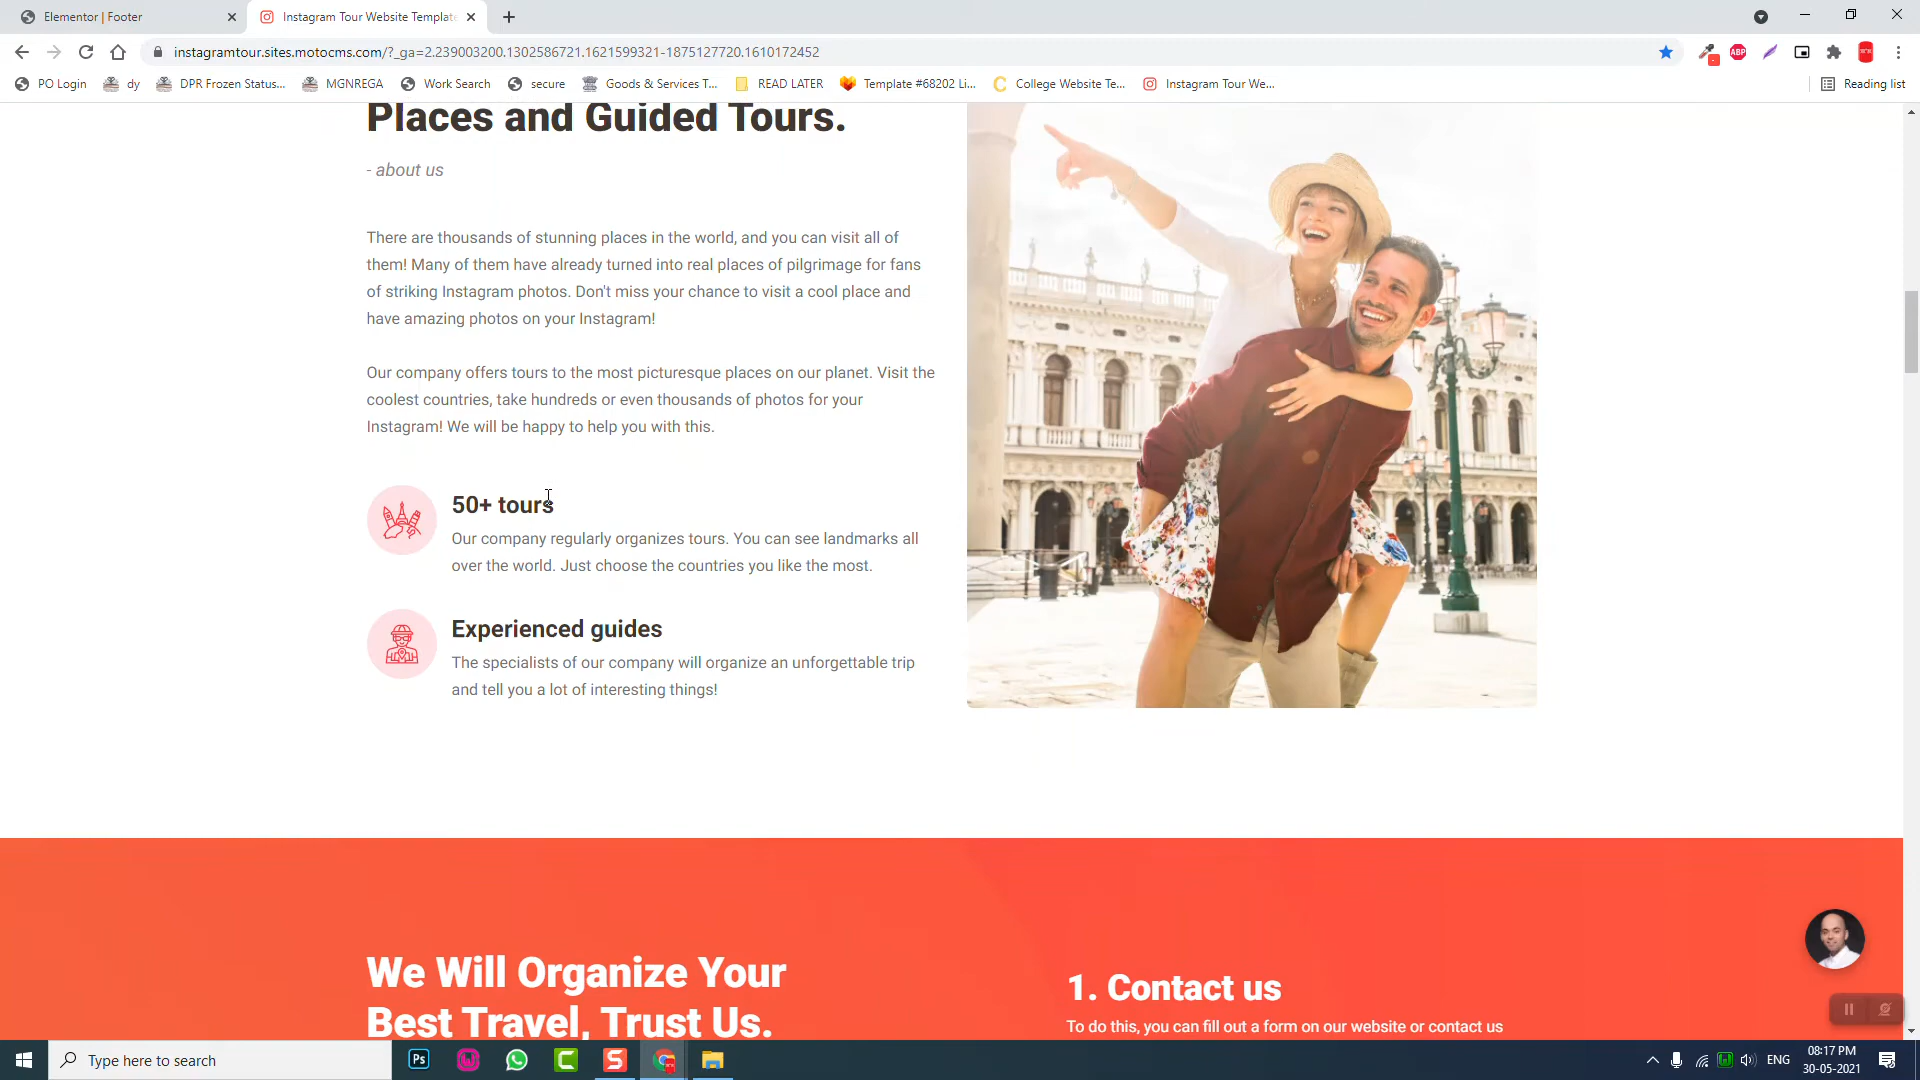 Elementor | Footer
Instagram Tour Website Template
instagramtour.sites.motocms.com/?_ga=2.239003200.1302586721.1621599321-1875127720.1610172452
ABP
PO Login
dy
DPR Frozen Status...
MGNREGA
Work Search
secure
Goods & Services T...
READ LATER
Template #68202 Li...
College Website Te...
Instagram Tour We...
Reading list
Places and Guided Tours.
- about us
There are thousands of stunning places in the world, and you can visit all of
them! Many of them have already turned into real places of pilgrimage for fans
of striking Instagram photos. Don't miss your chance to visit a cool place and
have amazing photos on your Instagram!
Our company offers tours to the most picturesque places on our planet. Visit the
coolest countries, take hundreds or even thousands of photos for your
Instagram! We will be happy to help you with this.
50+ tours
Our company regularly organizes tours. You can see landmarks all
over the world. Just choose the countries you like the most.
Experienced guides
The specialists of our company will organize an unforgettable trip
and tell you a lot of interesting things!
We Will Organize Your
Best Travel, Trust Us.
1. Contact us
To do this, you can fill out a form on our website or contact us
Type here to search
Ps
ENG
08:17 PM
30-05-2021